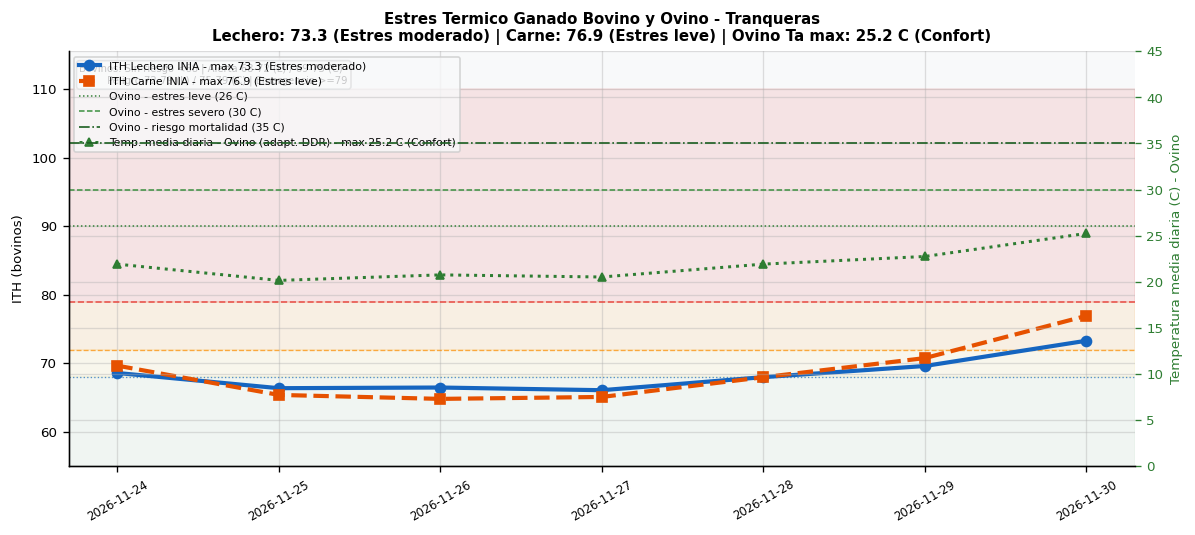 Estres Termico Ganado Bovino y Ovino - Tranqueras
Lechero: 73.3 (Estres moderado) | Carne: 76.9 (Estres leve) | Ovino Ta max: 25.2 C (Confort)
ITH Lechero INIA - max 73.3 (Estres moderado)
ITH Carne INIA - max 76.9 (Estres leve)
Ovino - estres leve (26 C)
Ovino - estres severo (30 C)
Ovino - riesgo mortalidad (35 C)
Temp. media diaria - Ovino (adapt. DDR) - max 25.2 C (Confort)
>=79
ITH (bovinos)
110
100
90
80
70
60
45
40
35
30
25
20
15
10
5
0
Temperatura media diaria (C) - Ovino
2026-11-24
2026-11-25
2026-11-26
2026-11-27
2026-11-28
2026-11-29
2026-11-30